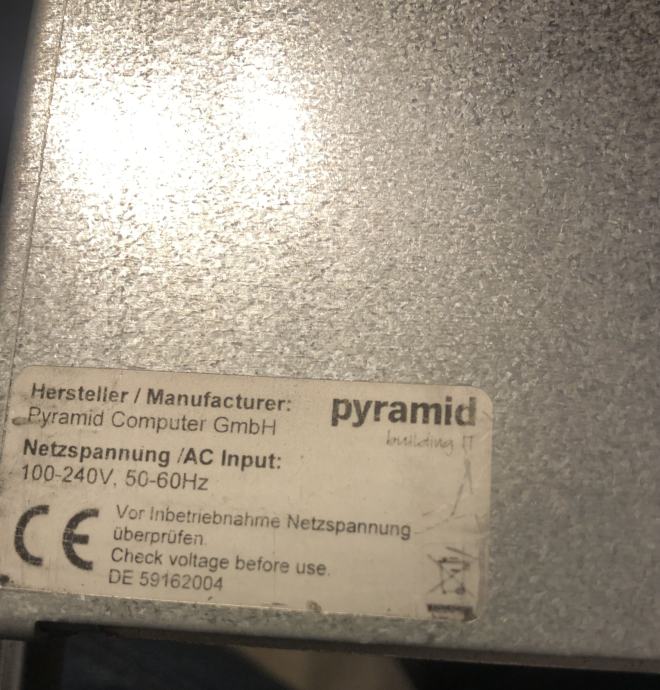 Hersteller / Manufacturer:
Pyramid Computer GmbH
pyramid
building IT
Netzspannung /AC Input:
100-240V, 50-60Hz
CE
Vor Inbetriebnahme Netzspannung
überprüfen.
Check voltage before use.
DE 59162004